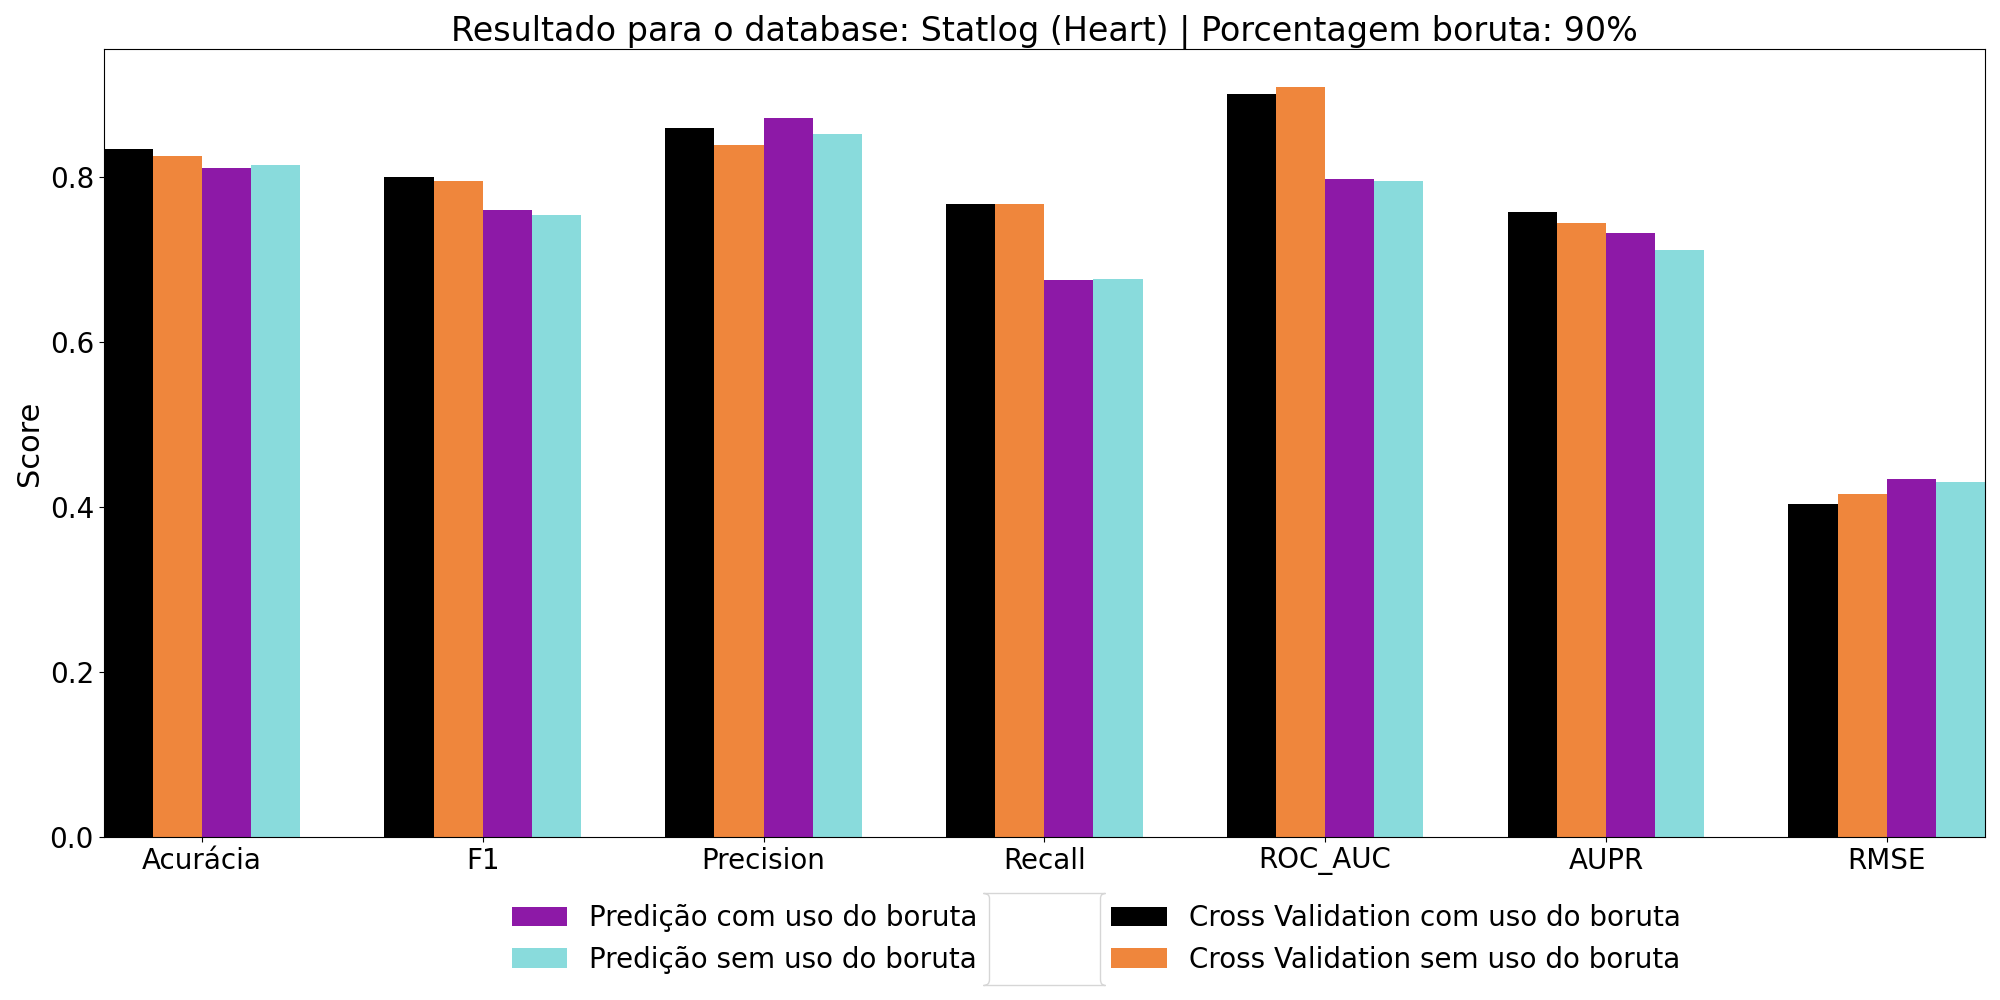 Resultado para o database: Statlog (Heart) | Porcentagem boruta: 90%
Score
0.8
0.6
0.4
0.2
0.0
Acurácia F1 Precision Recall ROC_AUC AUPR RMSE
Predição com uso do boruta Cross Validation com uso do boruta
Predição sem uso do boruta Cross Validation sem uso do boruta